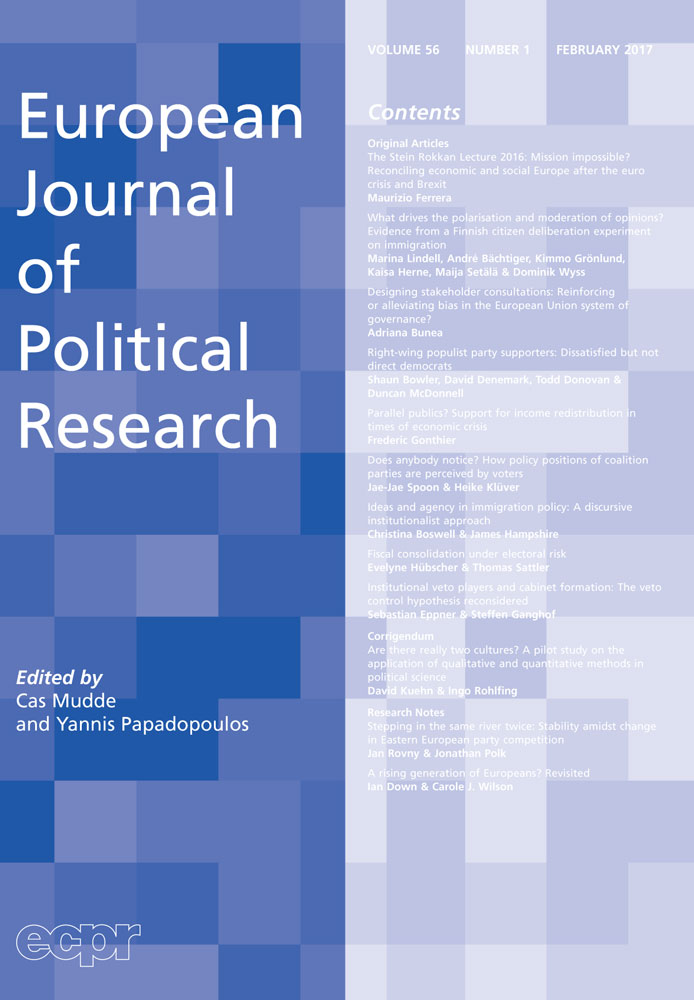 European
Journal
of
Political
Research
Edited by
Cas Mudde
and Yannis Papadopoulos
ecpr
VOLUME 56 NUMBER 1 FEBRUARY 2017
Contents
Original Articles
The Stein Rokkan Lecture 2016: Mission impossible?
Reconciling economic and social Europe after the euro
crisis and Brexit
Maurizio Ferrera
What drives the polarisation and moderation of opinions?
Evidence from a Finnish citizen deliberation experiment
on immigration
Marina Lindell, André Bächtiger, Kimmo Grönlund,
Kaisa Herne, Maija Setälä & Dominik Wyss
Designing stakeholder consultations: Reinforcing
or alleviating bias in the European Union system of
governance?
Adriana Bunea
Right-wing populist party supporters: Dissatisfied but not
direct democrats
Shaun Bowler, David Denemark, Todd Donovan &
Duncan McDonnell
Parallel publics? Support for income redistribution in
times of economic crisis
Frederic Gonthier
Does anybody notice? How policy positions of coalition
parties are perceived by voters
Jae-Jae Spoon & Heike Klüver
Ideas and agency in immigration policy: A discursive
institutionalist approach
Christina Boswell & James Hampshire
Fiscal consolidation under electoral risk
Evelyne Hübscher & Thomas Sattler
Institutional veto players and cabinet formation: The veto
control hypothesis reconsidered
Sebastian Eppner & Steffen Ganghof
Corrigendum
Are there really two cultures? A pilot study on the
application of qualitative and quantitative methods in
political science
David Kuehn & Ingo Rohlfing
Research Notes
Stepping in the same river twice: Stability amidst change
in Eastern European party competition
Jan Rovny & Jonathan Polk
A rising generation of Europeans? Revisited
Ian Down & Carole J. Wilson